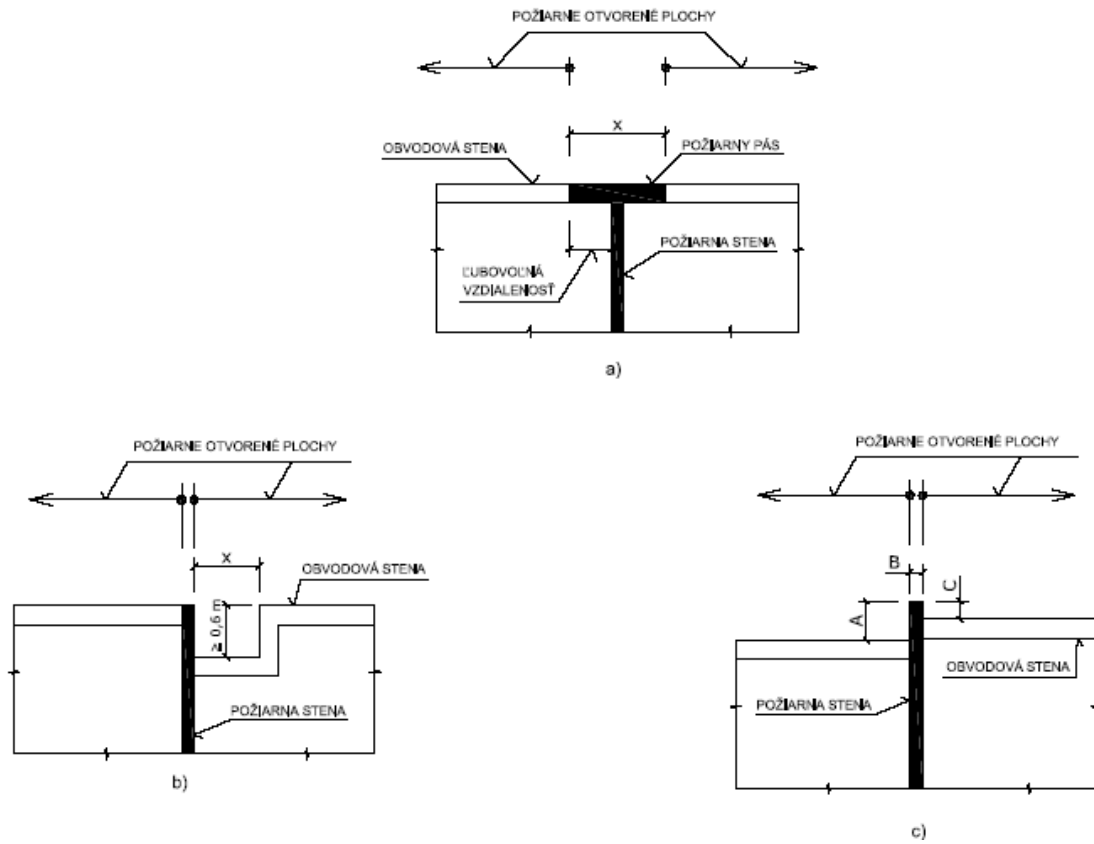 POŽIARNE OTVORENÉ PLOCHY
x
OBVODOVÁ STENA
POŽIARNY PÁS
POŽIARNA STENA
ĽUBOVOĽNÁ
VZDIALENOSŤ
a)
POŽIARNE OTVORENÉ PLOCHY
x
OBVODOVÁ STENA
≥ 0,6 m
POŽIARNA STENA
b)
POŽIARNE OTVORENÉ PLOCHY
B
C
A
OBVODOVÁ STENA
POŽIARNA STENA
c)